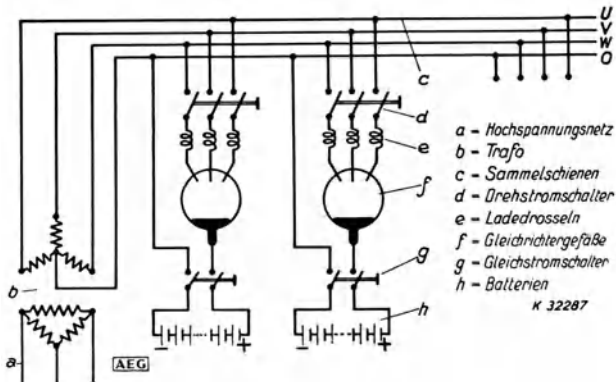 U
V
W
O
c
d
e
f
g
h
b
a
a = Hochspannungsnetz
b = Trafo
c = Sammelschienen
d = Drehstromschalter
e = Ladedrosseln
f = Gleichrichtergefäße
g = Gleichstromschalter
h = Batterien
K 32287
- +
- +
AEG